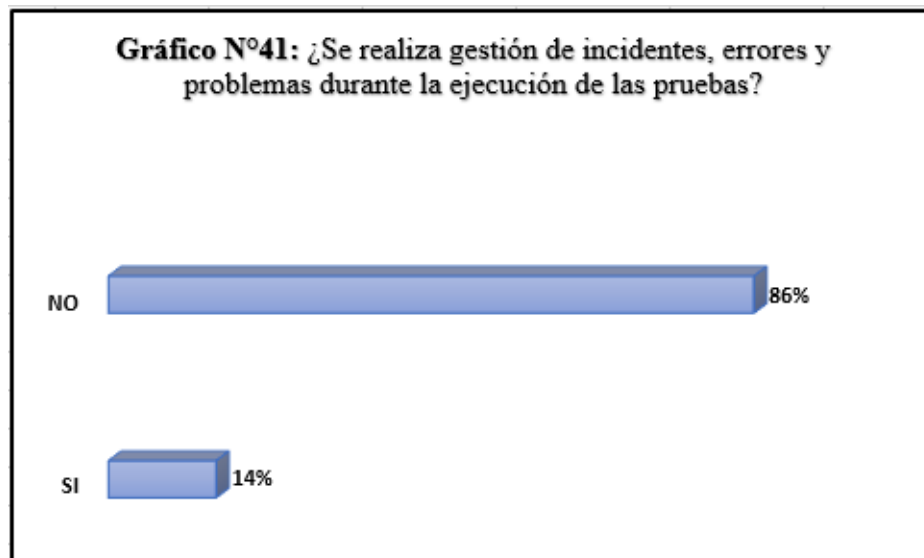 Gráfico N°41: ¿Se realiza gestión de incidentes, errores y
problemas durante la ejecución de las pruebas?
NO 86%
SI 14%